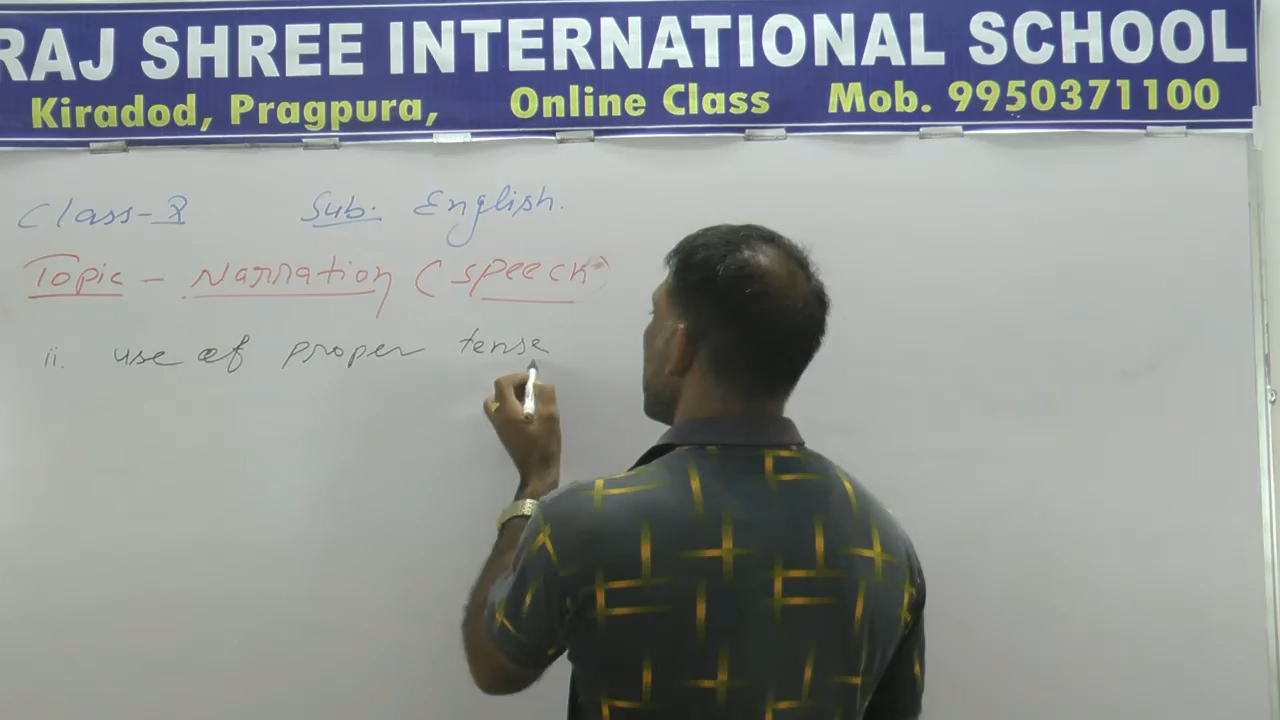 RAJ SHREE INTERNATIONAL SCHOOL
Kiradod, Pragpura, Online Class Mob. 9950371100
Class-X Sub. English.
Topic - Narration (speech)
ii. use of proper tense